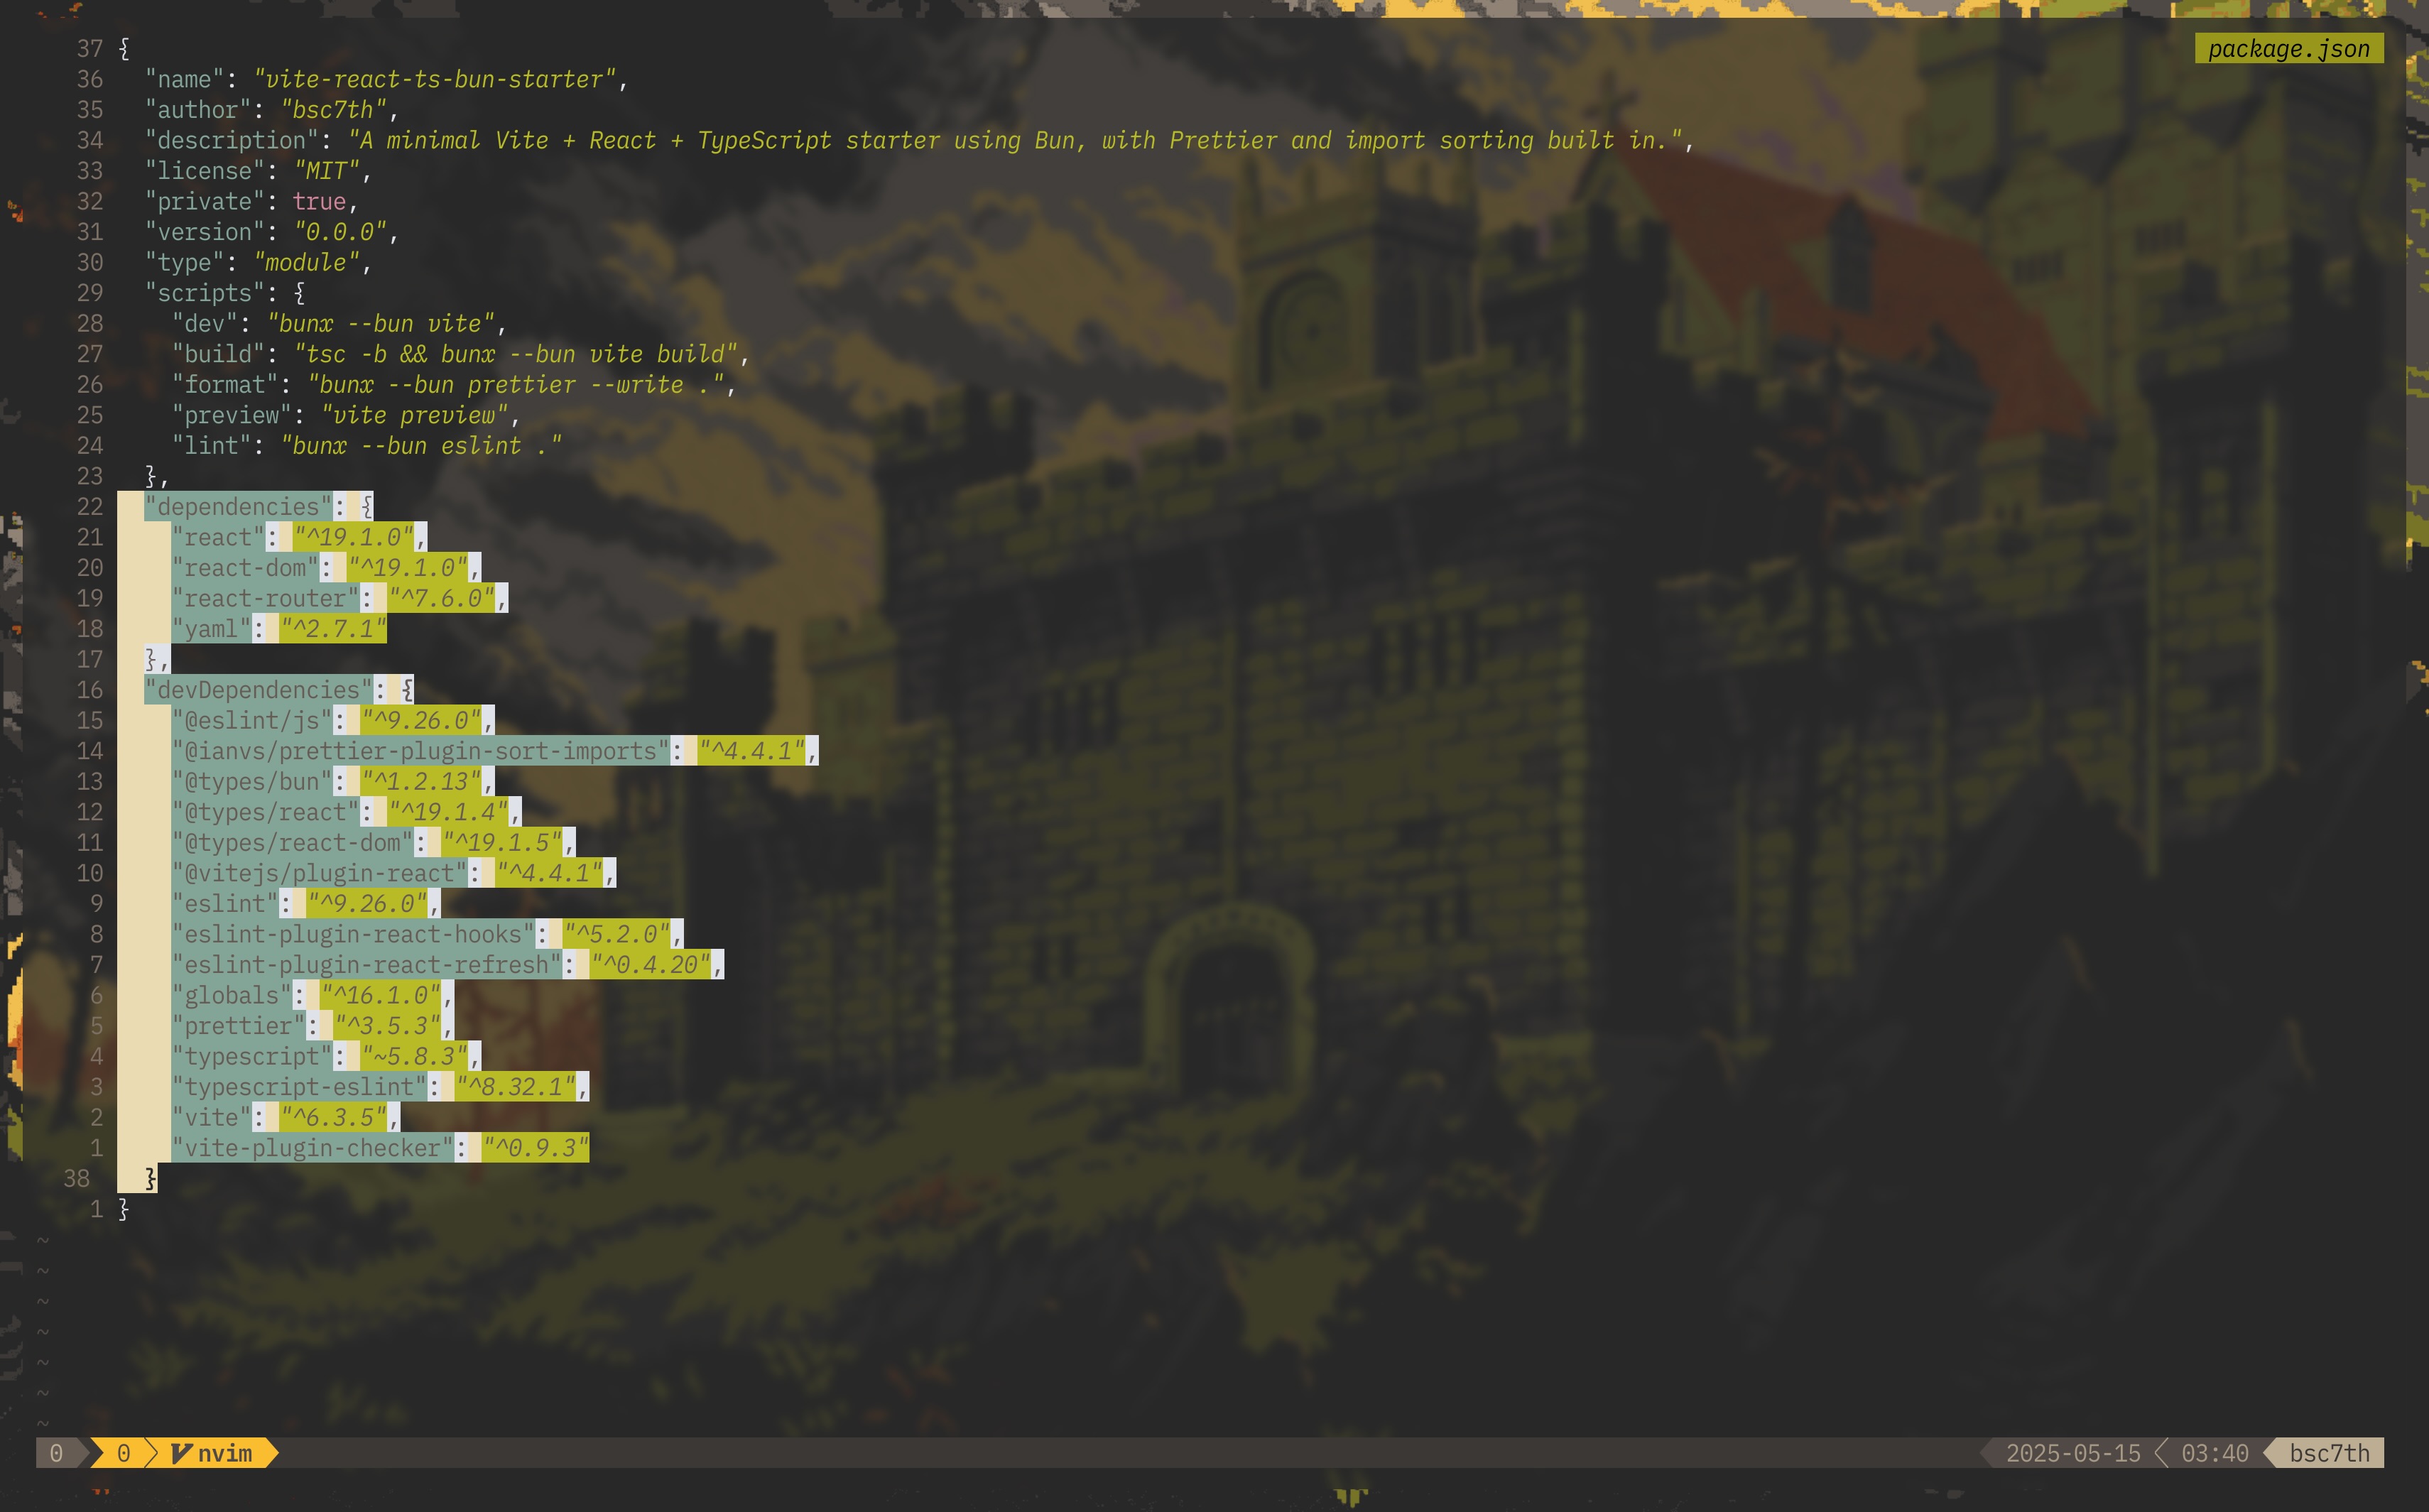 package.json
37 {
36   "name": "vite-react-ts-bun-starter",
35   "author": "bsc7th",
34   "description": "A minimal Vite + React + TypeScript starter using Bun, with Prettier and import sorting built in.",
33   "license": "MIT",
32   "private": true,
31   "version": "0.0.0",
30   "type": "module",
29   "scripts": {
28     "dev": "bunx --bun vite",
27     "build": "tsc -b && bunx --bun vite build",
26     "format": "bunx --bun prettier --write .",
25     "preview": "vite preview",
24     "lint": "bunx --bun eslint ."
23   },
22   "dependencies": {
21     "react": "^19.1.0",
20     "react-dom": "^19.1.0",
19     "react-router": "^7.6.0",
18     "yaml": "^2.7.1"
17   },
16   "devDependencies": {
15     "@eslint/js": "^9.26.0",
14     "@ianvs/prettier-plugin-sort-imports": "^4.4.1",
13     "@types/bun": "^1.2.13",
12     "@types/react": "^19.1.4",
11     "@types/react-dom": "^19.1.5",
10     "@vitejs/plugin-react": "^4.4.1",
9     "eslint": "^9.26.0",
8     "eslint-plugin-react-hooks": "^5.2.0",
7     "eslint-plugin-react-refresh": "^0.4.20",
6     "globals": "^16.1.0",
5     "prettier": "^3.5.3",
4     "typescript": "~5.8.3",
3     "typescript-eslint": "^8.32.1",
2     "vite": "^6.3.5",
1     "vite-plugin-checker": "^0.9.3"
38   }
1 }
~
~
~
~
~
~
~
0 0 nvim 2025-05-15 03:40 bsc7th